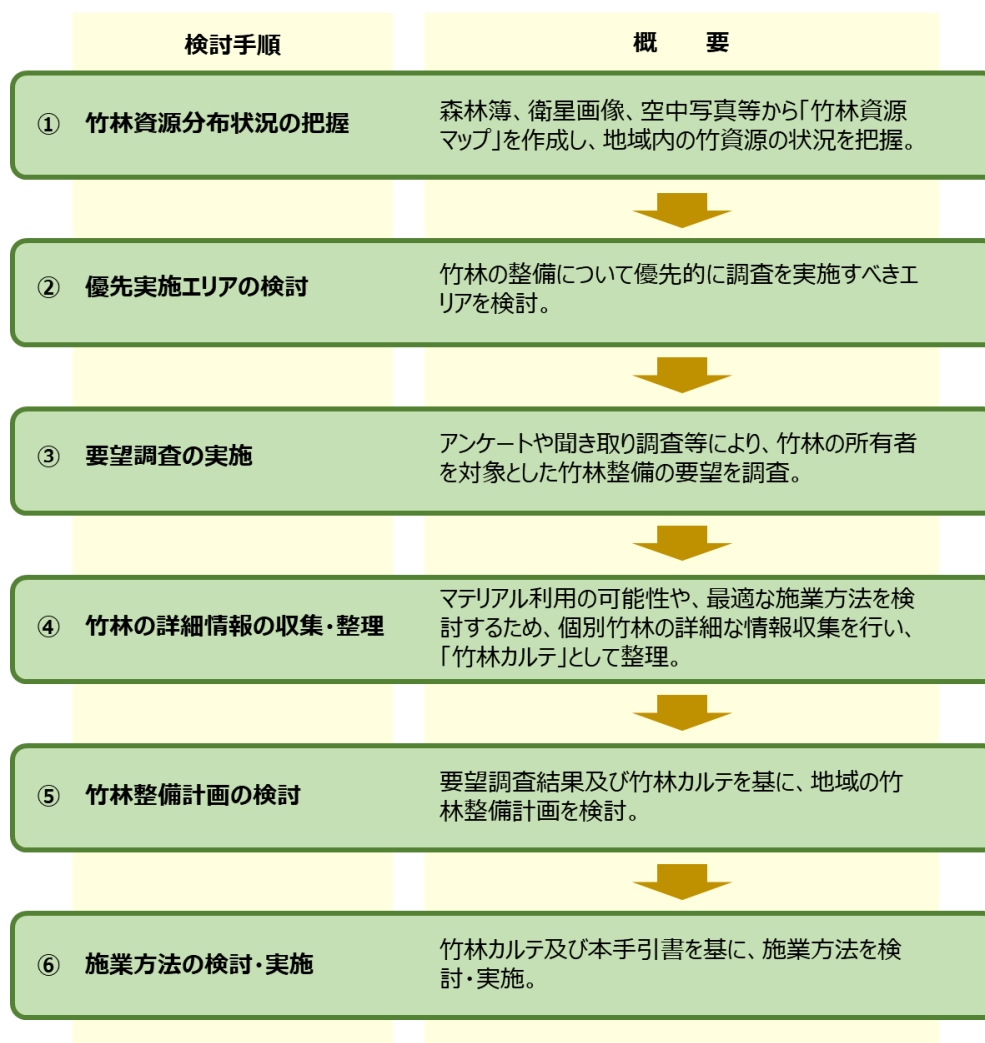 検討手順
概　　要
① 竹林資源分布状況の把握
森林簿、衛星画像、空中写真等から「竹林資源
マップ」を作成し、地域内の竹資源の状況を把握。
② 優先実施エリアの検討
竹林の整備について優先的に調査を実施すべきエ
リアを検討。
③ 要望調査の実施
アンケートや聞き取り調査等により、竹林の所有者
を対象とした竹林整備の要望を調査。
④ 竹林の詳細情報の収集・整理
マテリアル利用の可能性や、最適な施業方法を検
討するため、個別竹林の詳細な情報収集を行い、
「竹林カルテ」として整理。
⑤ 竹林整備計画の検討
要望調査結果及び竹林カルテを基に、地域の竹
林整備計画を検討。
⑥ 施業方法の検討・実施
竹林カルテ及び本手引書を基に、施業方法を検
討・実施。